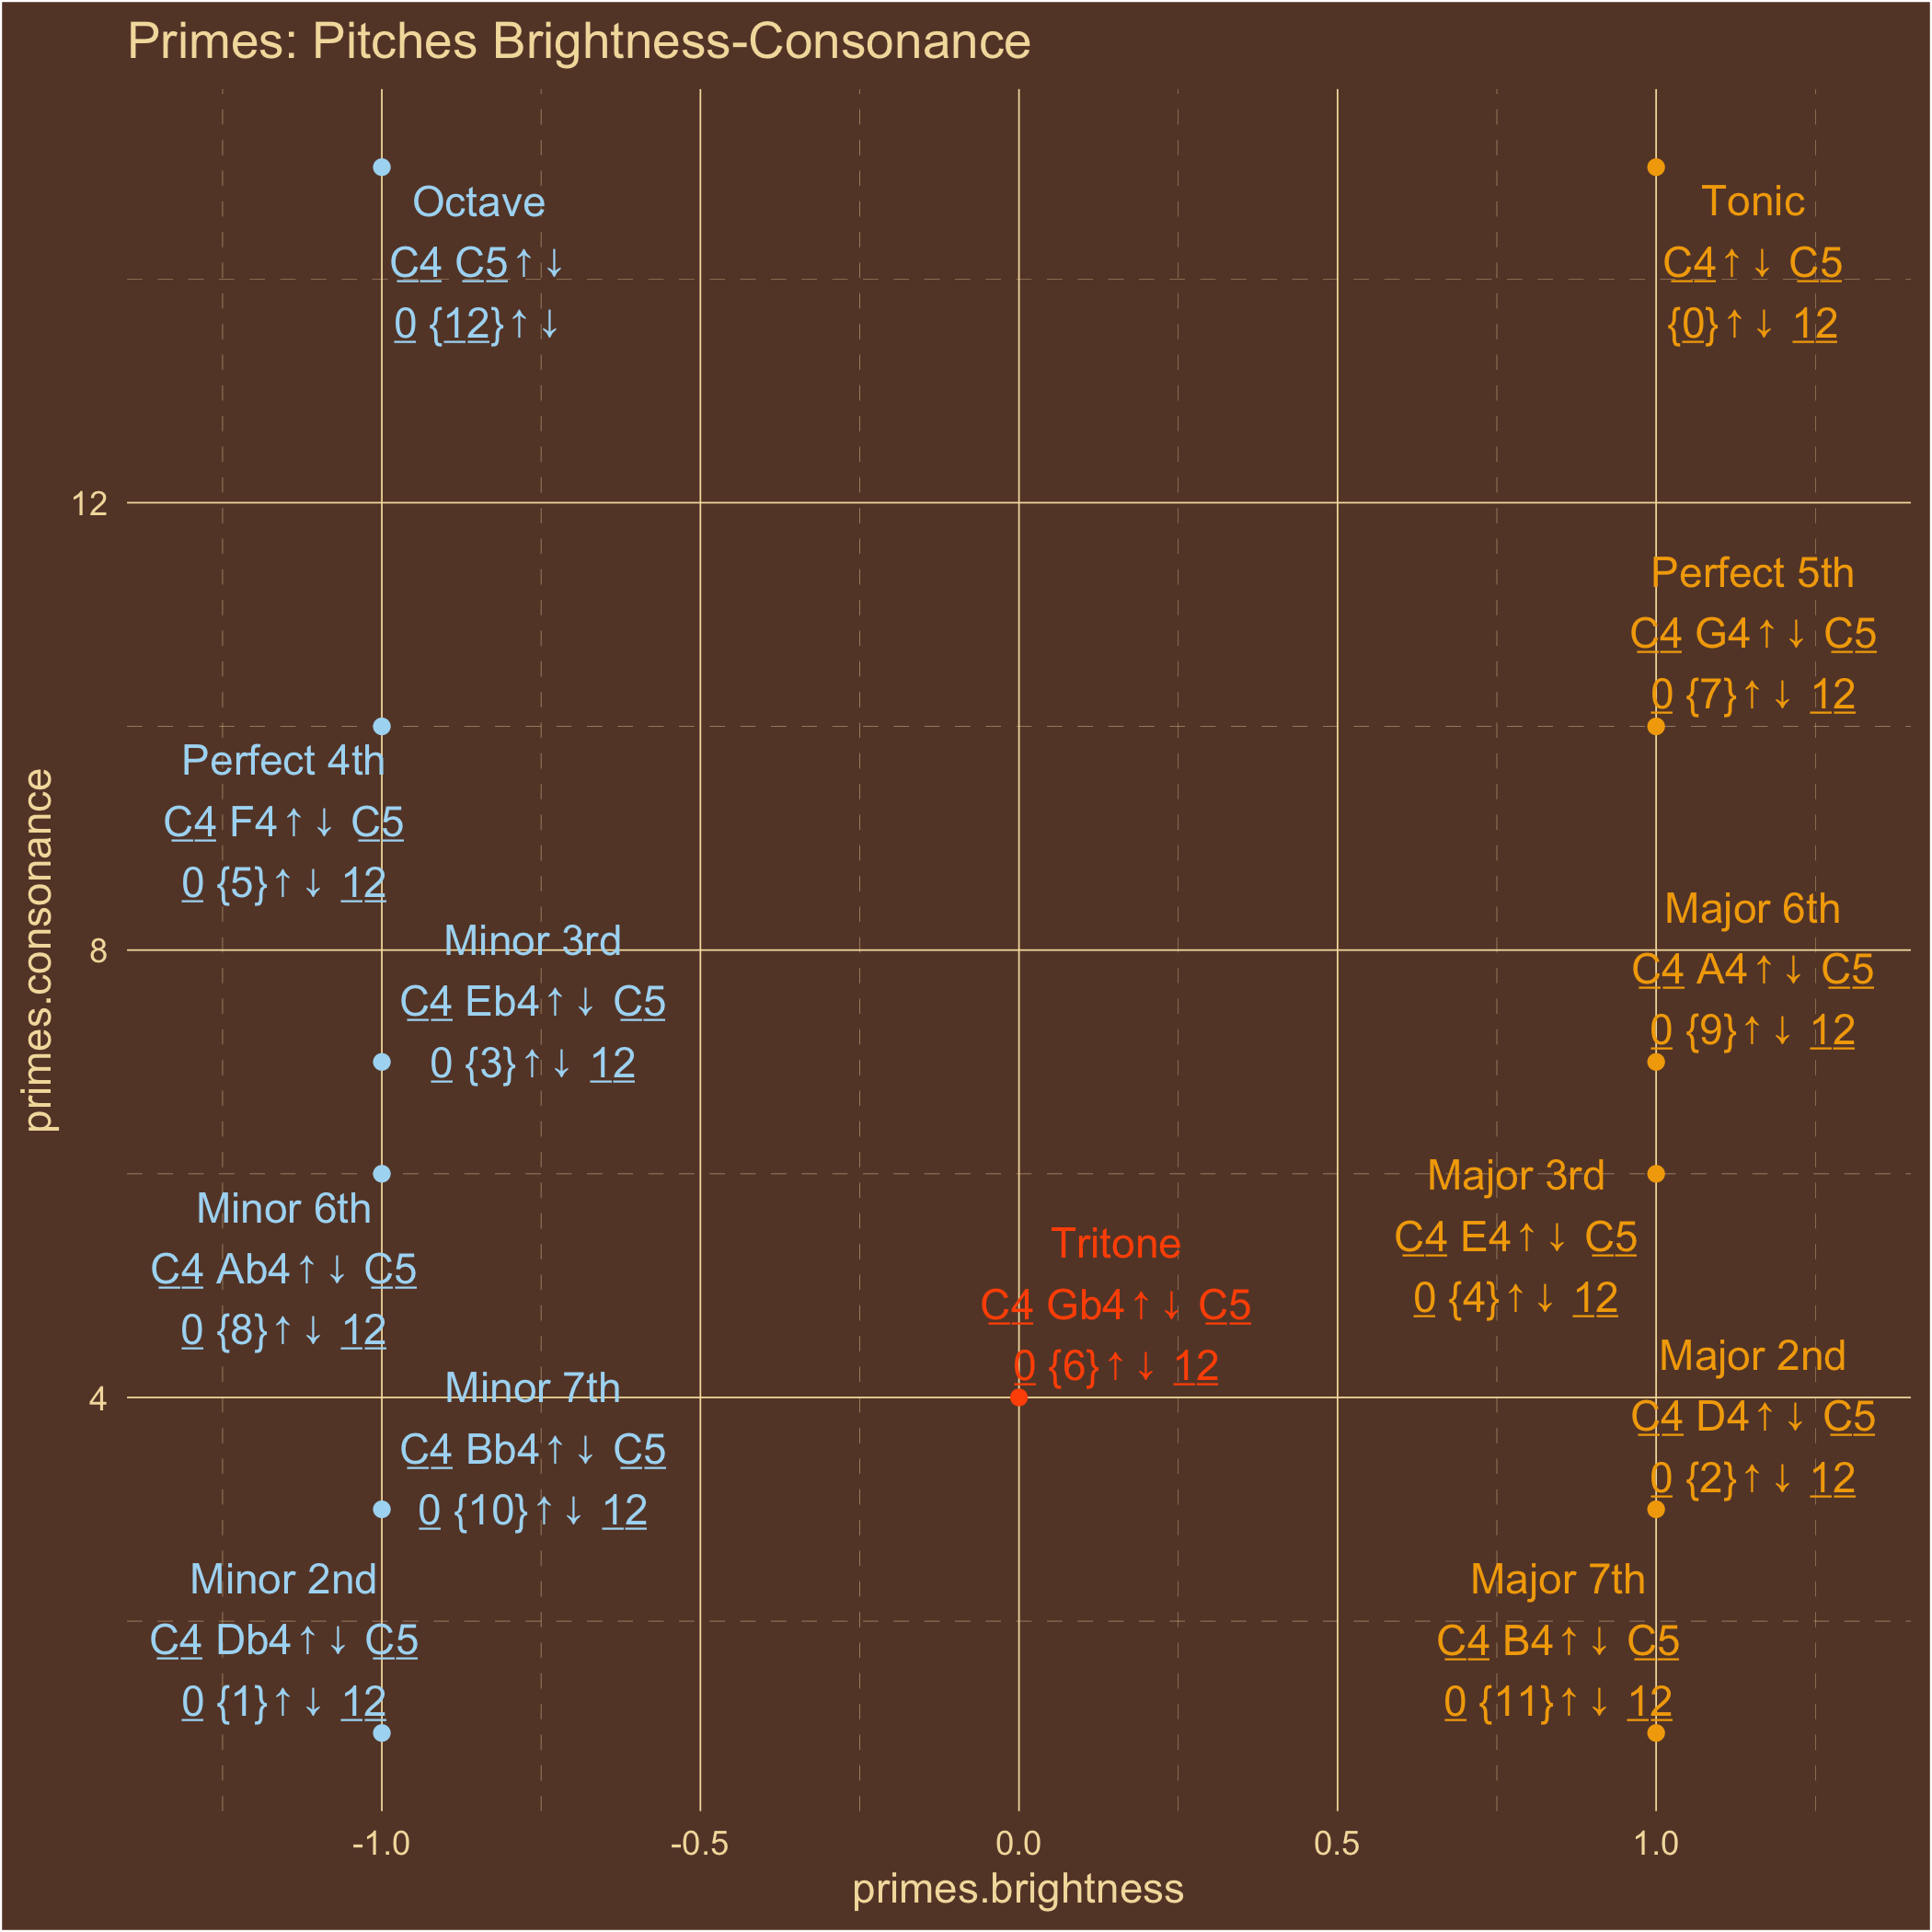 Primes: Pitches Brightness-Consonance
Octave
C4 C5↑↓
0 {12}↑↓
Tonic
C4↑↓ C5
{0}↑↓ 12
12
Perfect 5th
C4 G4↑↓ C5
0 {7}↑↓ 12
Perfect 4th
C4 F4↑↓ C5
0 {5}↑↓ 12
Major 6th
C4 A4↑↓ C5
0 {9}↑↓ 12
Minor 3rd
C4 Eb4↑↓ C5
0 {3}↑↓ 12
8
primes.consonance
Major 3rd
C4 E4↑↓ C5
0 {4}↑↓ 12
Minor 6th
C4 Ab4↑↓ C5
0 {8}↑↓ 12
Tritone
C4 Gb4↑↓ C5
0 {6}↑↓ 12
Major 2nd
C4 D4↑↓ C5
0 {2}↑↓ 12
4
Minor 7th
C4 Bb4↑↓ C5
0 {10}↑↓ 12
Minor 2nd
C4 Db4↑↓ C5
0 {1}↑↓ 12
Major 7th
C4 B4↑↓ C5
0 {11}↑↓ 12
-1.0 -0.5 0.0 0.5 1.0
primes.brightness